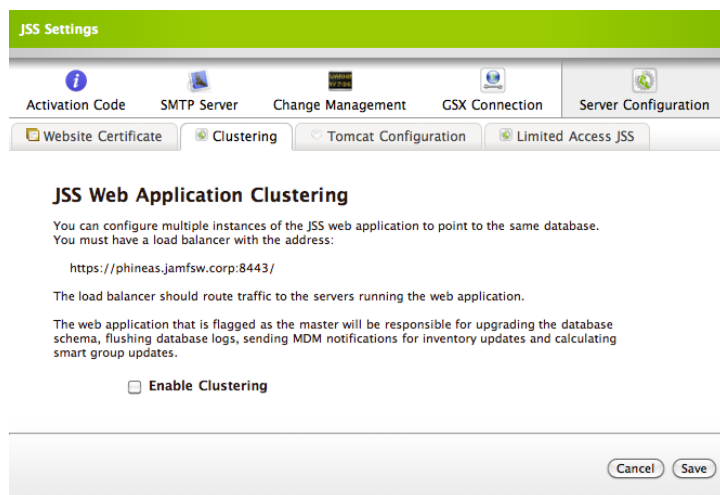 JSS Settings
Activation Code
SMTP Server
Change Management
GSX Connection
Server Configuration
Website Certificate
Clustering
Tomcat Configuration
Limited Access JSS
JSS Web Application Clustering
You can configure multiple instances of the JSS web application to point to the same database.
You must have a load balancer with the address:
https://phineas.jamfsw.corp:8443/
The load balancer should route traffic to the servers running the web application.
The web application that is flagged as the master will be responsible for upgrading the database
schema, flushing database logs, sending MDM notifications for inventory updates and calculating
smart group updates.
Enable Clustering
Cancel
Save